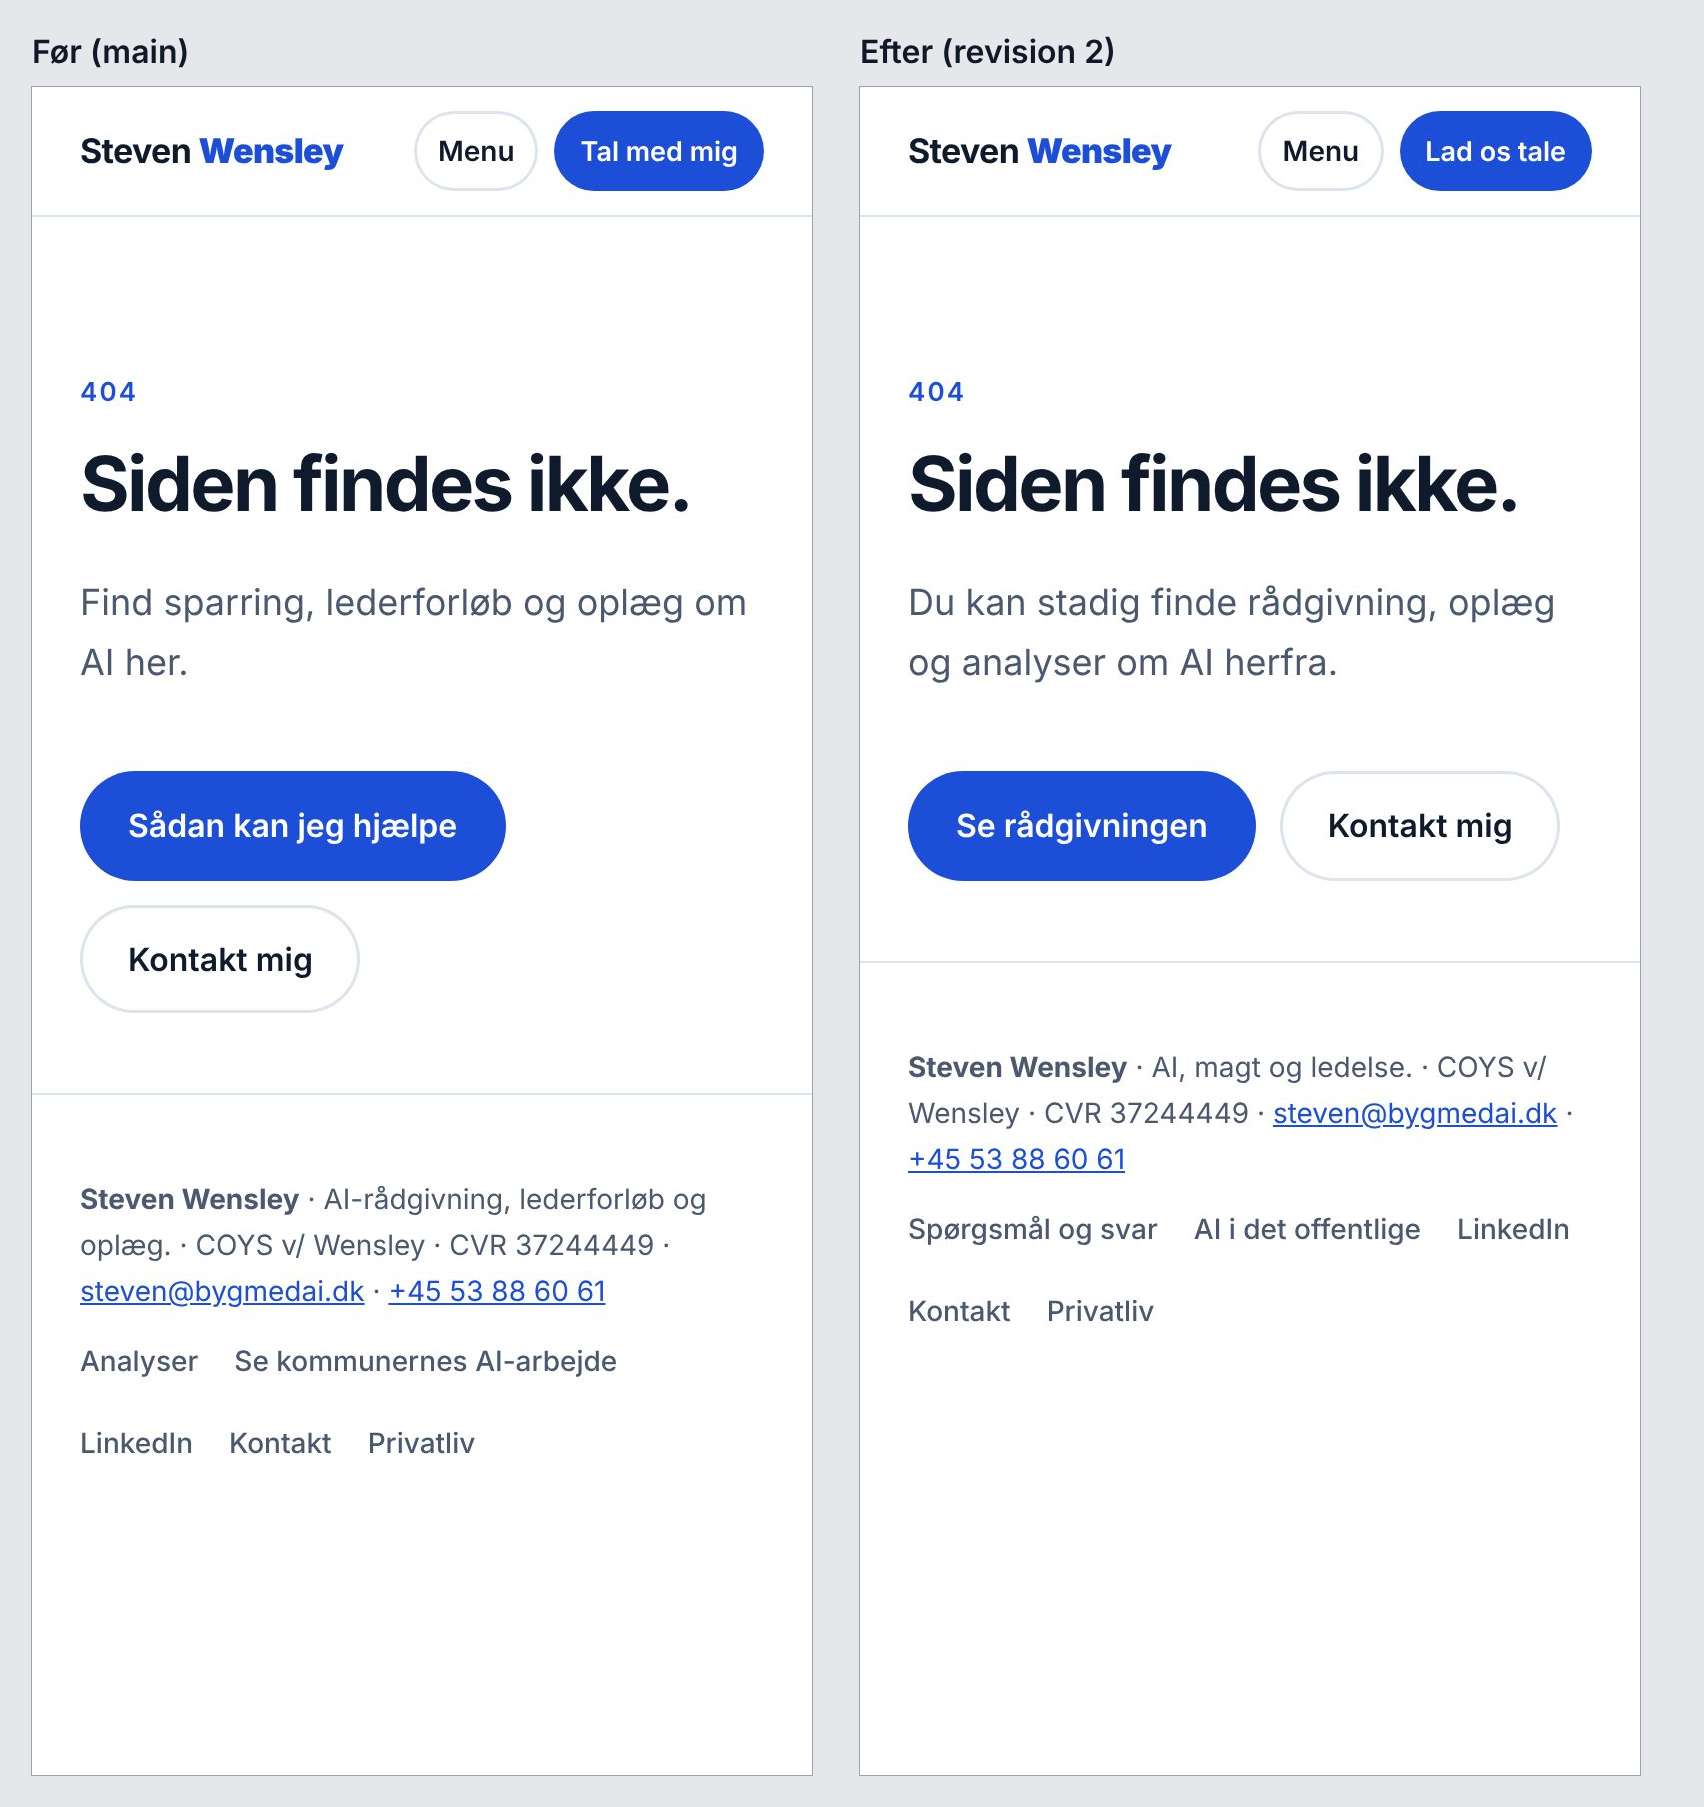 Før (main)
Steven Wensley
Menu
Tal med mig
404
Siden findes ikke.
Find sparring, lederforløb og oplæg om
AI her.
Sådan kan jeg hjælpe
Kontakt mig
Steven Wensley · AI-rådgivning, lederforløb og
oplæg. · COYS v/ Wensley · CVR 37244449 ·
steven@bygmedai.dk · +45 53 88 60 61
Analyser Se kommunernes AI-arbejde
LinkedIn Kontakt Privatliv
Efter (revision 2)
Steven Wensley
Menu
Lad os tale
404
Siden findes ikke.
Du kan stadig finde rådgivning, oplæg
og analyser om AI herfra.
Se rådgivningen
Kontakt mig
Steven Wensley · AI, magt og ledelse. · COYS v/
Wensley · CVR 37244449 · steven@bygmedai.dk ·
+45 53 88 60 61
Spørgsmål og svar AI i det offentlige LinkedIn
Kontakt Privatliv